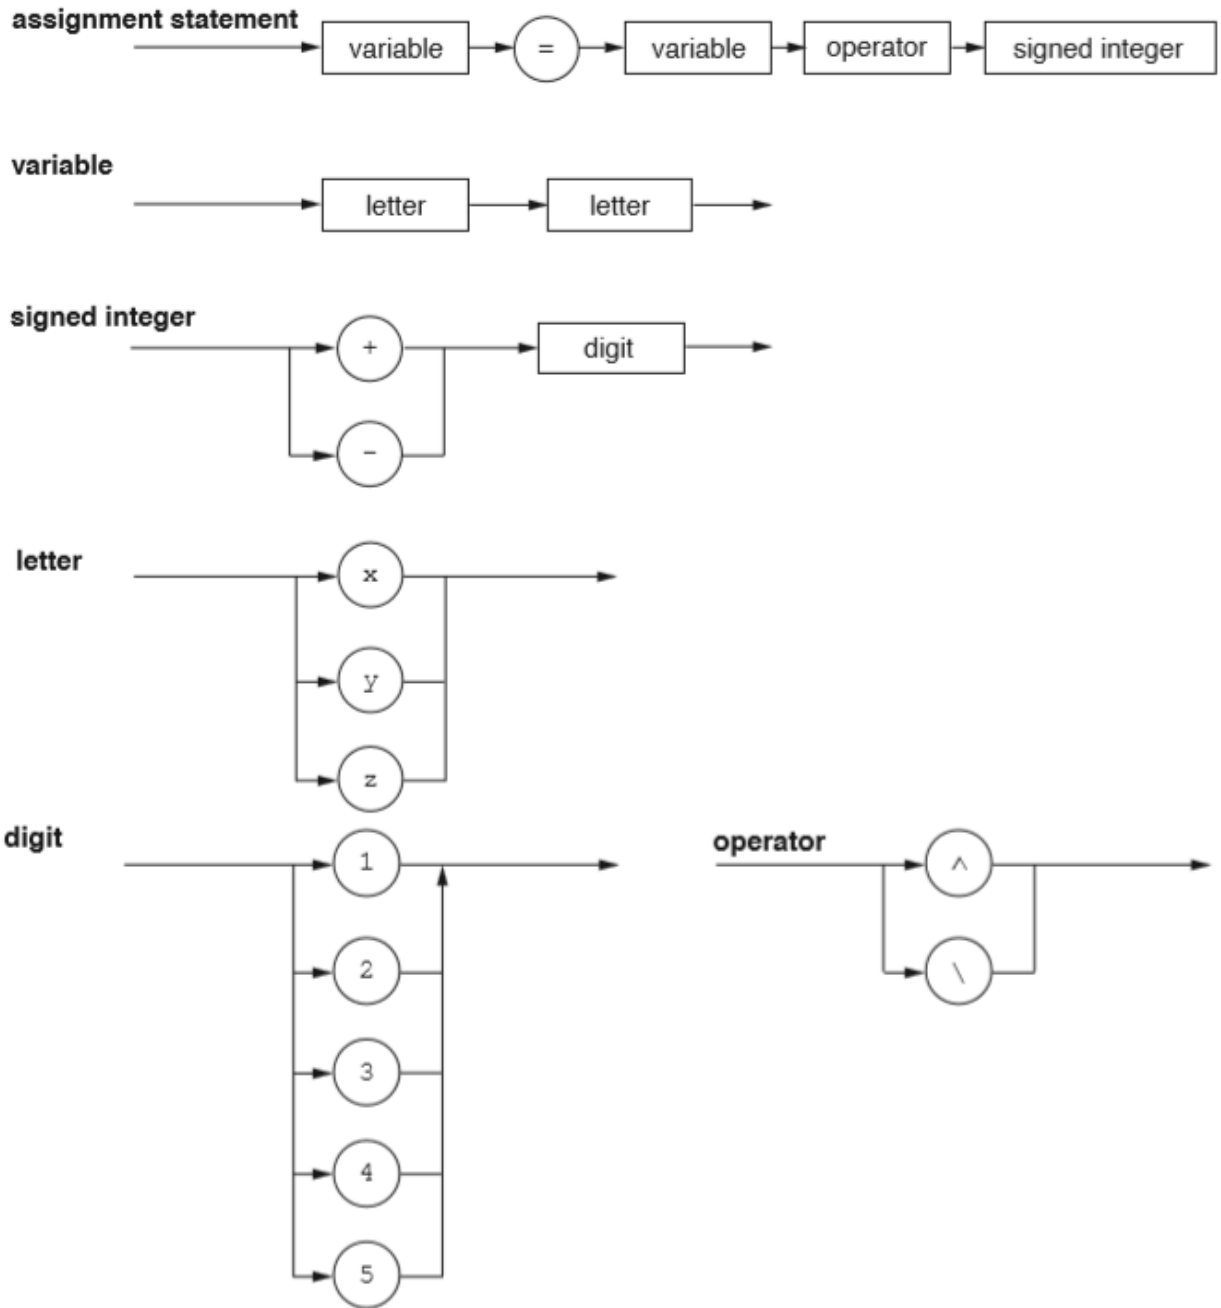 assignment statement
variable = variable operator signed integer
variable
letter letter
signed integer
+ digit
-
letter
x
y
z
digit
1
2
3
4
5
operator
^
\